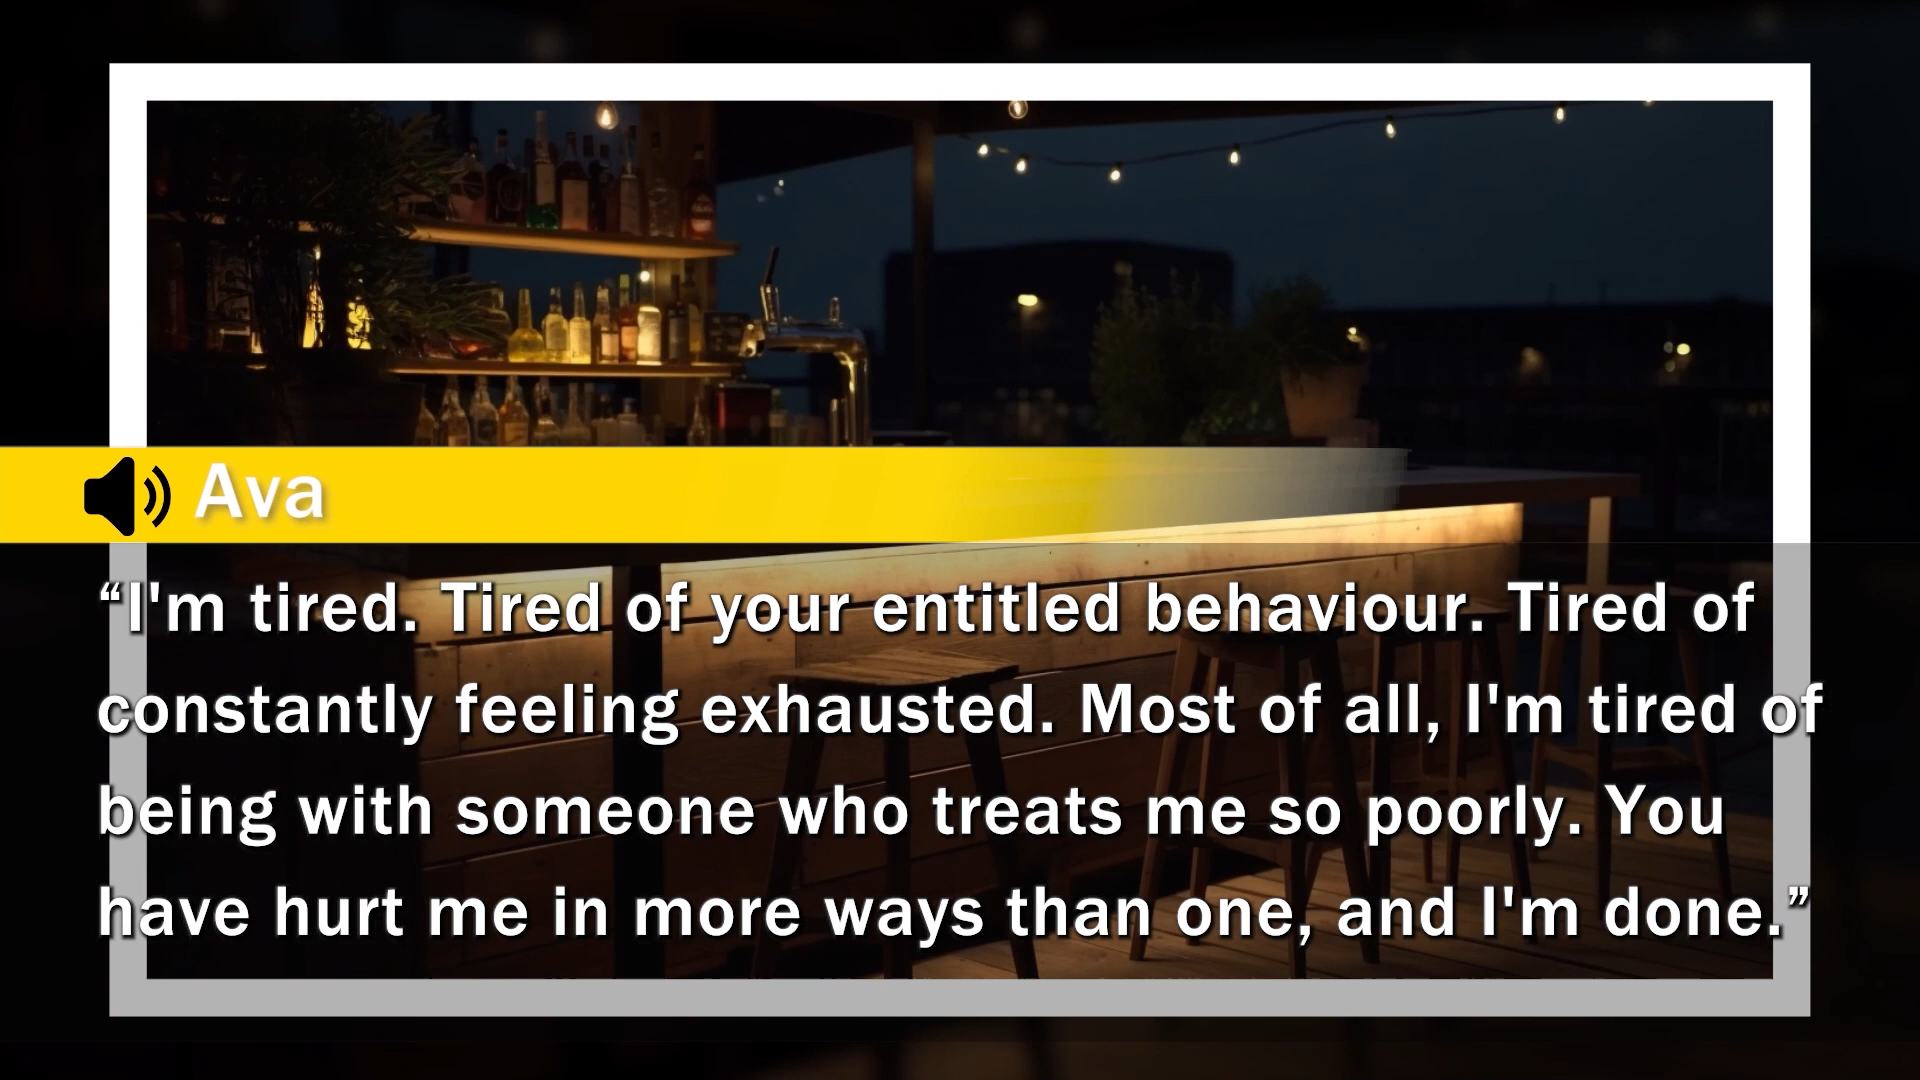 Ava
“I'm tired. Tired of your entitled behaviour. Tired of
constantly feeling exhausted. Most of all, I'm tired of
being with someone who treats me so poorly. You
have hurt me in more ways than one, and I'm done.”